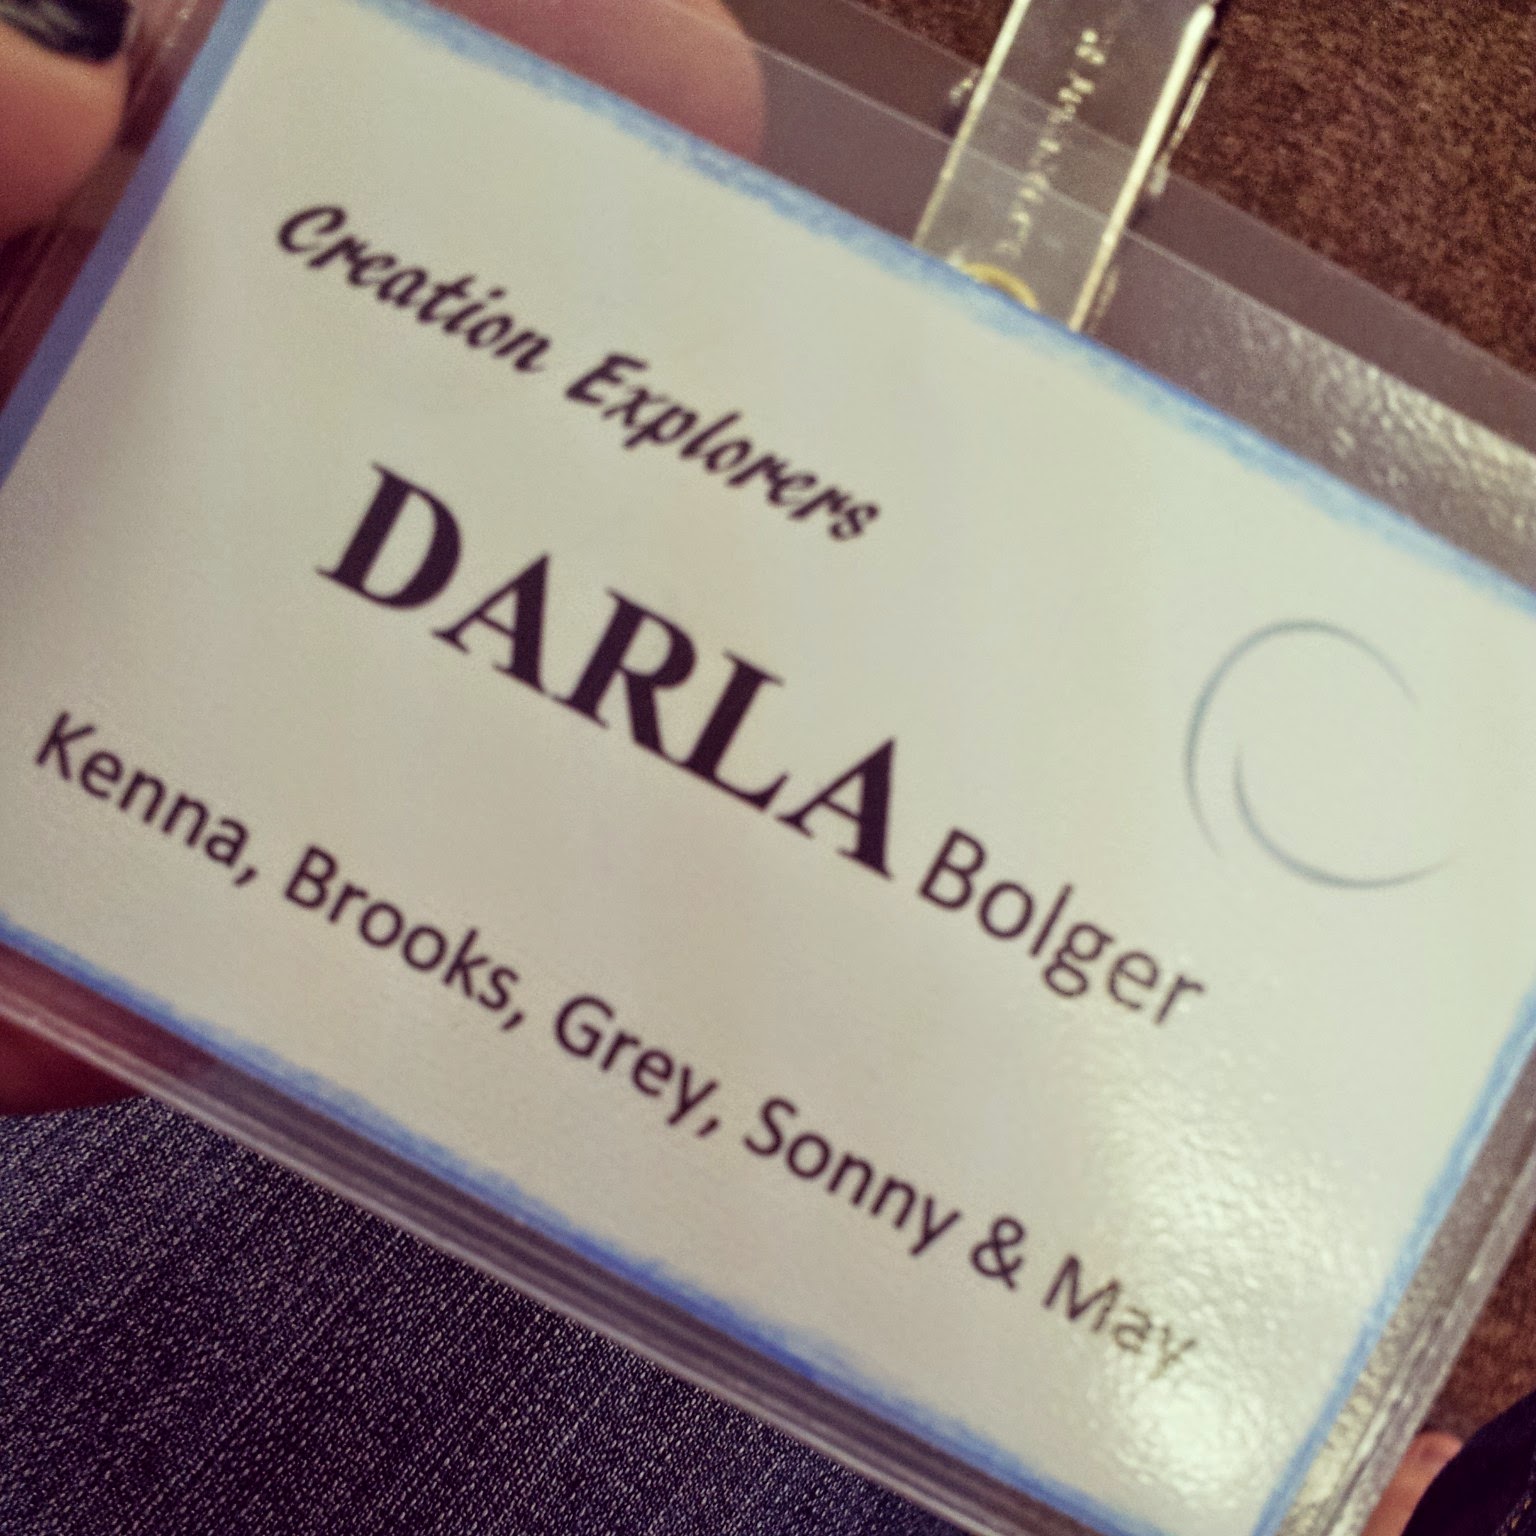 Creation Explorers
DARLA Bolger
Kenna, Brooks, Grey, Sonny & May